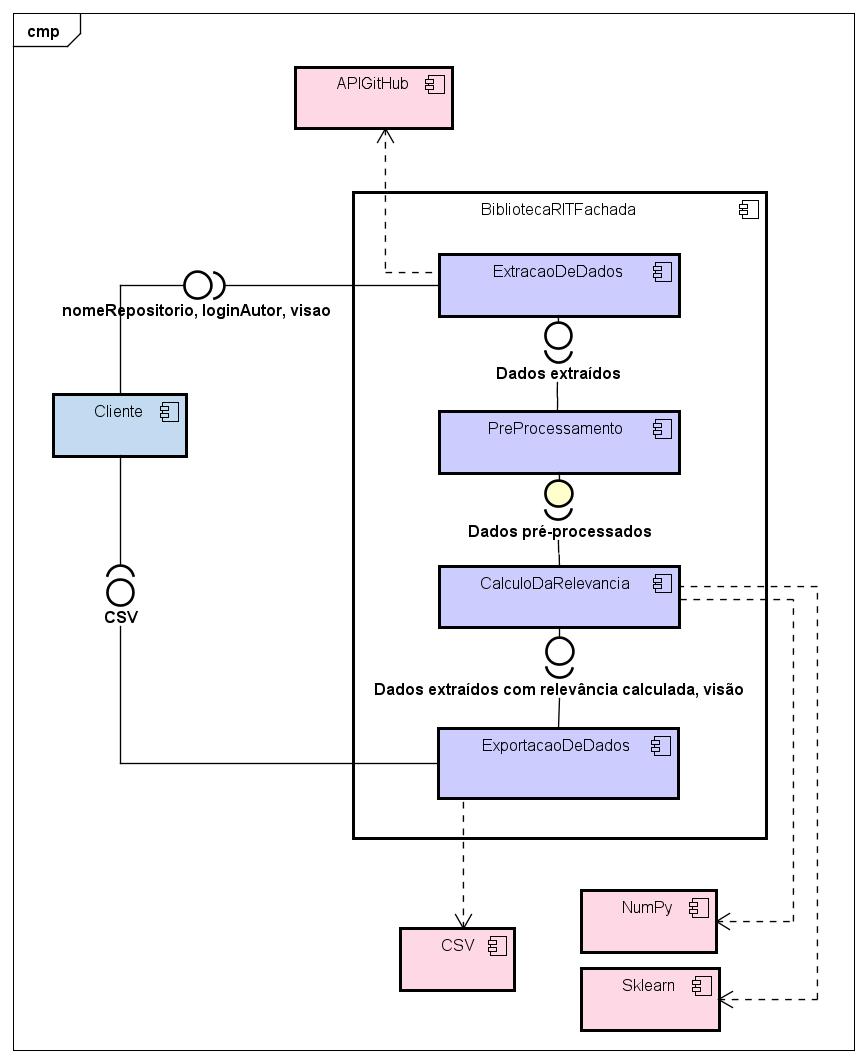 cmp
APIGitHub
BibliotecaRITFachada
ExtracaoDeDados
nomeRepositorio, loginAutor, visao
Dados extraídos
Cliente
PreProcessamento
Dados pré-processados
CalculoDaRelevancia
CSV
Dados extraídos com relevância calculada, visão
ExportacaoDeDados
NumPy
CSV
Sklearn